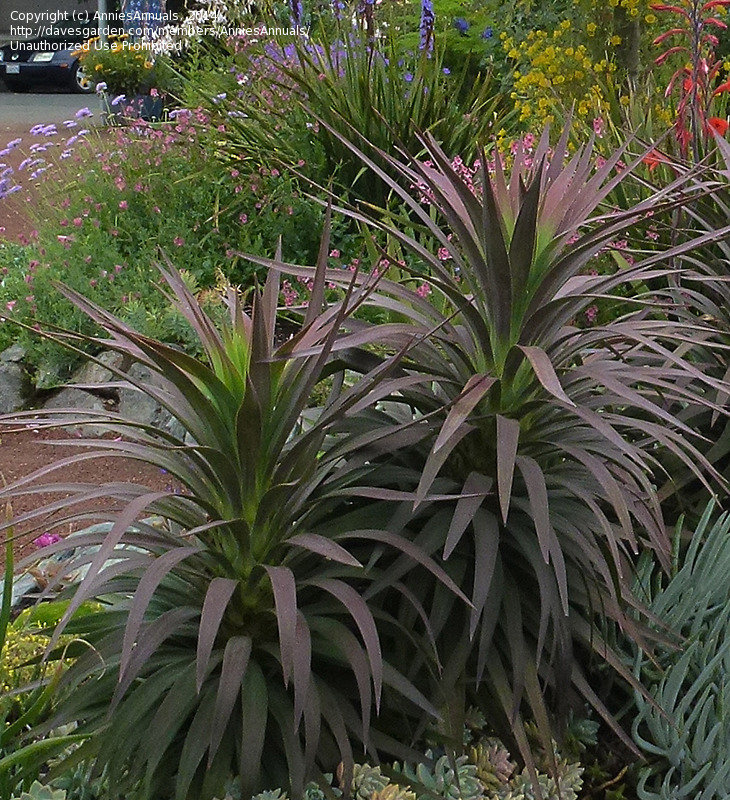 Copyright (c) AnniesAnnuals, 2014
http://davesgarden.com/members/AnniesAnnuals/
Unauthorized Use Prohibited